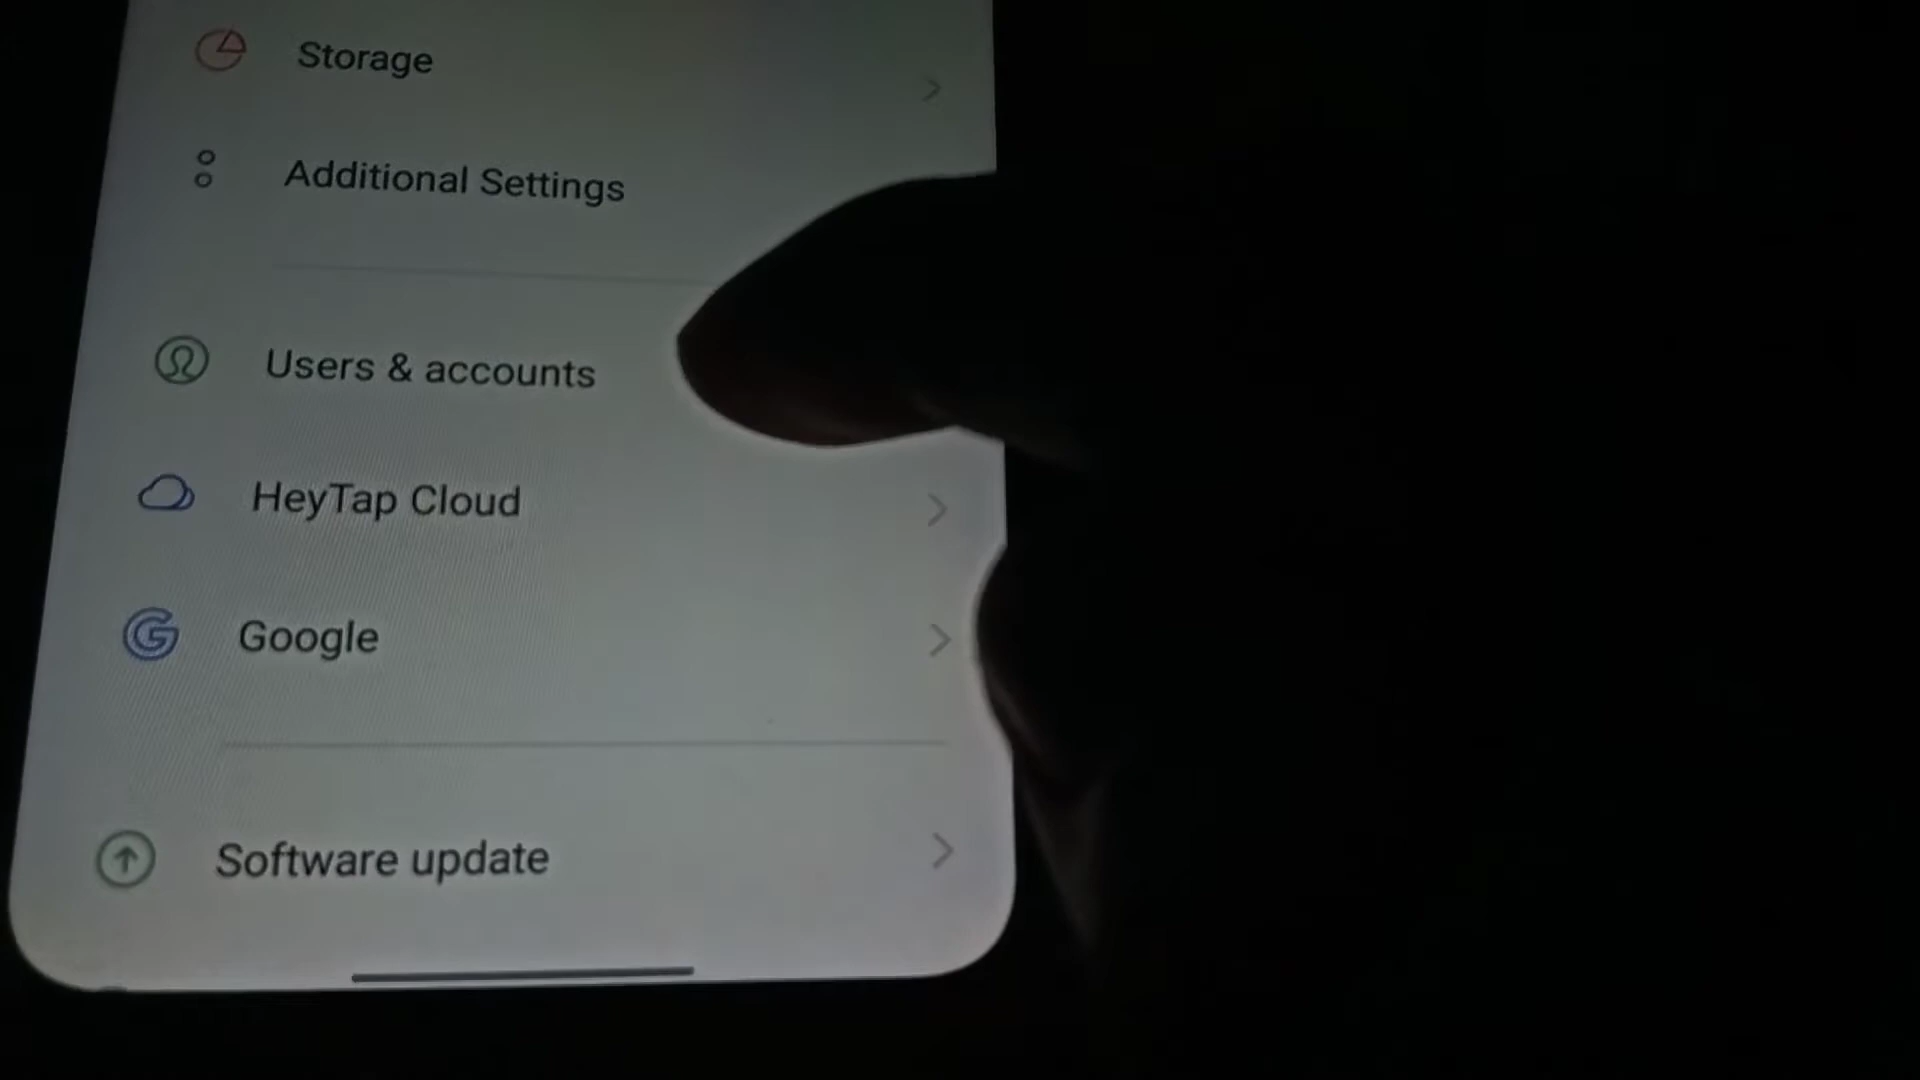 Storage
Additional Settings
Users & accounts
HeyTap Cloud
Google
Software update